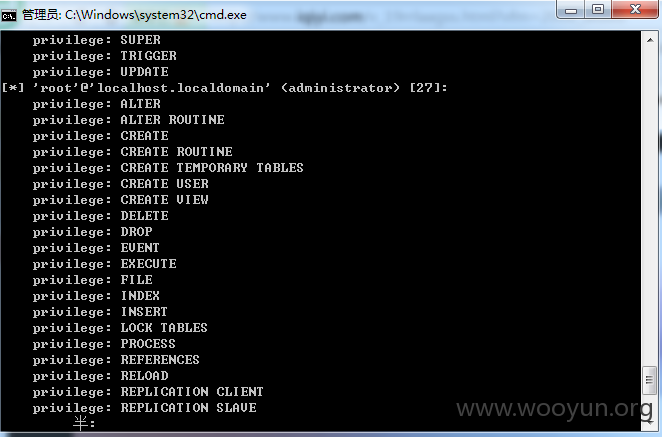 管理员: C:\Windows\system32\cmd.exe
privilege: SUPER
privilege: TRIGGER
privilege: UPDATE
[*] 'root'@'localhost.localdomain' (administrator) [27]:
privilege: ALTER
privilege: ALTER ROUTINE
privilege: CREATE
privilege: CREATE ROUTINE
privilege: CREATE TEMPORARY TABLES
privilege: CREATE USER
privilege: CREATE VIEW
privilege: DELETE
privilege: DROP
privilege: EVENT
privilege: EXECUTE
privilege: FILE
privilege: INDEX
privilege: INSERT
privilege: LOCK TABLES
privilege: PROCESS
privilege: REFERENCES
privilege: RELOAD
privilege: REPLICATION CLIENT
privilege: REPLICATION SLAVE
半:
www.wooyun.org